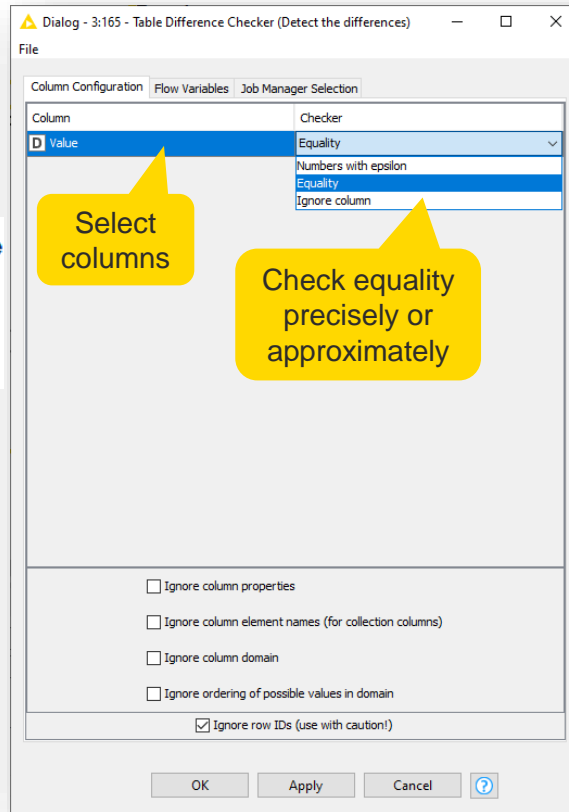 Dialog - 3:165 - Table Difference Checker (Detect the differences)
File
Column Configuration Flow Variables Job Manager Selection
Column Checker
D Value Equality
Numbers with epsilon
Equality
Ignore column
Select
columns
Check equality
precisely or
approximately
Ignore column properties
Ignore column element names (for collection columns)
Ignore column domain
Ignore ordering of possible values in domain
Ignore row IDs (use with caution!)
OK Apply Cancel ?